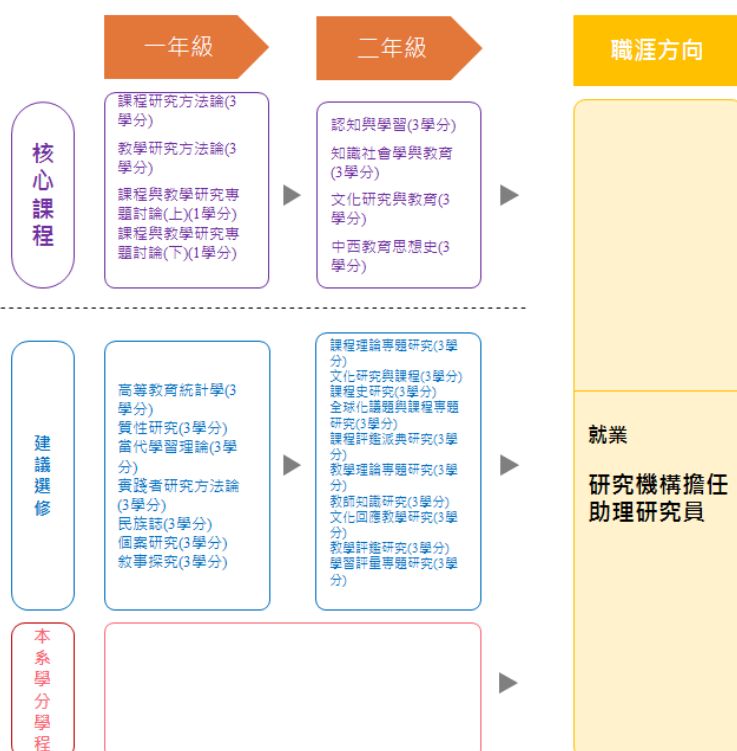 一年級
二年級
職涯方向
核心課程
課程研究方法論(3
學分)
教學研究方法論(3
學分)
課程與教學研究專
題討論(上)(1學分)
課程與教學研究專
題討論(下)(1學分)
認知與學習(3學分)
知識社會學與教育
(3學分)
文化研究與教育(3
學分)
中西教育思想史(3
學分)
建議選修
高等教育統計學(3
學分)
質性研究(3學分)
當代學習理論(3學
分)
實踐者研究方法論
(3學分)
民族誌(3學分)
個案研究(3學分)
敘事探究(3學分)
課程理論專題研究(3學
分)
文化研究與課程(3學分)
課程史研究(3學分)
全球化議題與課程專題
研究(3學分)
課程評鑑派典研究(3學
分)
教學理論專題研究(3學
分)
教師知識研究(3學分)
文化回應教學研究(3學
分)
教學評鑑研究(3學分)
學習評量專題研究(3學
分)
就業
研究機構擔任
助理研究員
本系學分學程